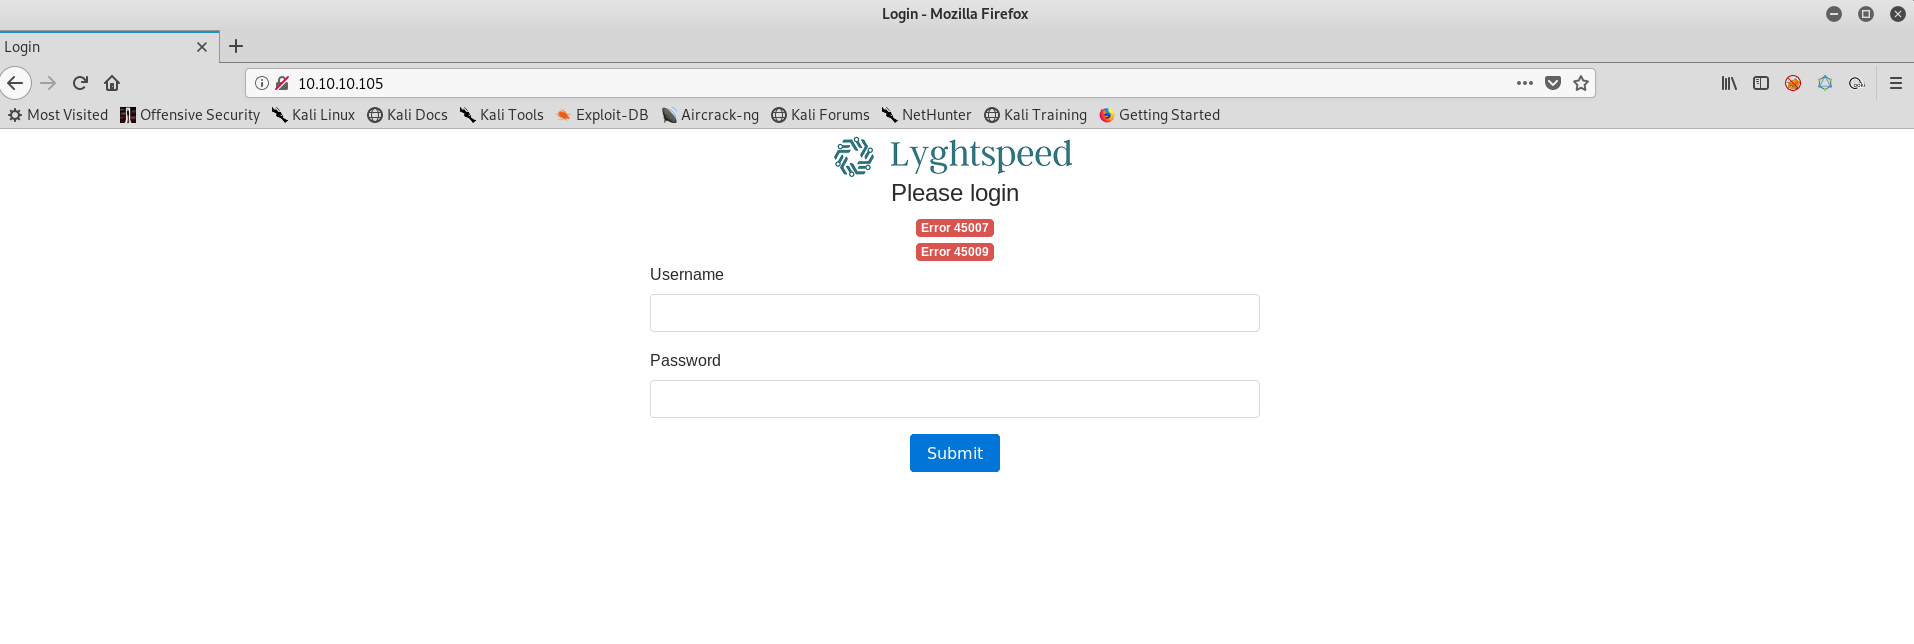 Login - Mozilla Firefox
Login
10.10.10.105
Most Visited Offensive Security Kali Linux Kali Docs Kali Tools Exploit-DB Aircrack-ng Kali Forums NetHunter Kali Training Getting Started
Lyghtspeed
Please login
Error 45007
Error 45009
Username
Password
Submit